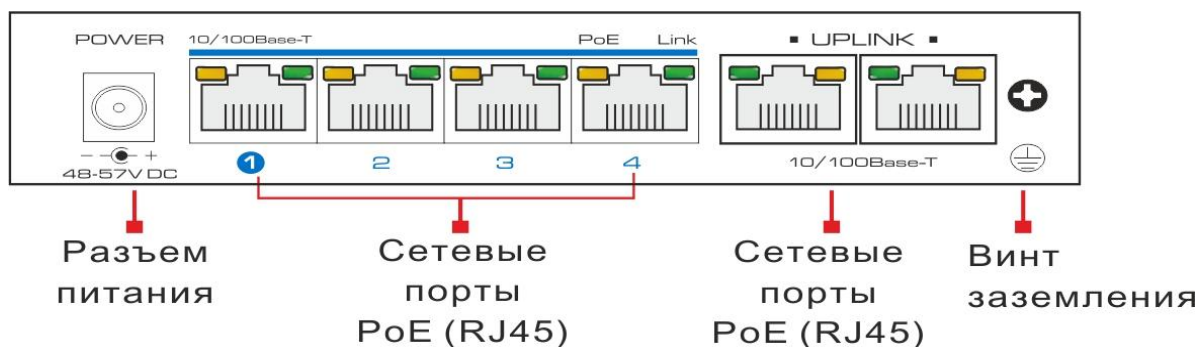 POWER
10/100Base-T
PoE Link
▪ UPLINK ▪
- - + 
48-57V DC
1 2 3 4
10/100Base-T
Разъем
питания
Сетевые
порты
PoE (RJ45)
Сетевые
порты
PoE (RJ45)
Винт
заземления